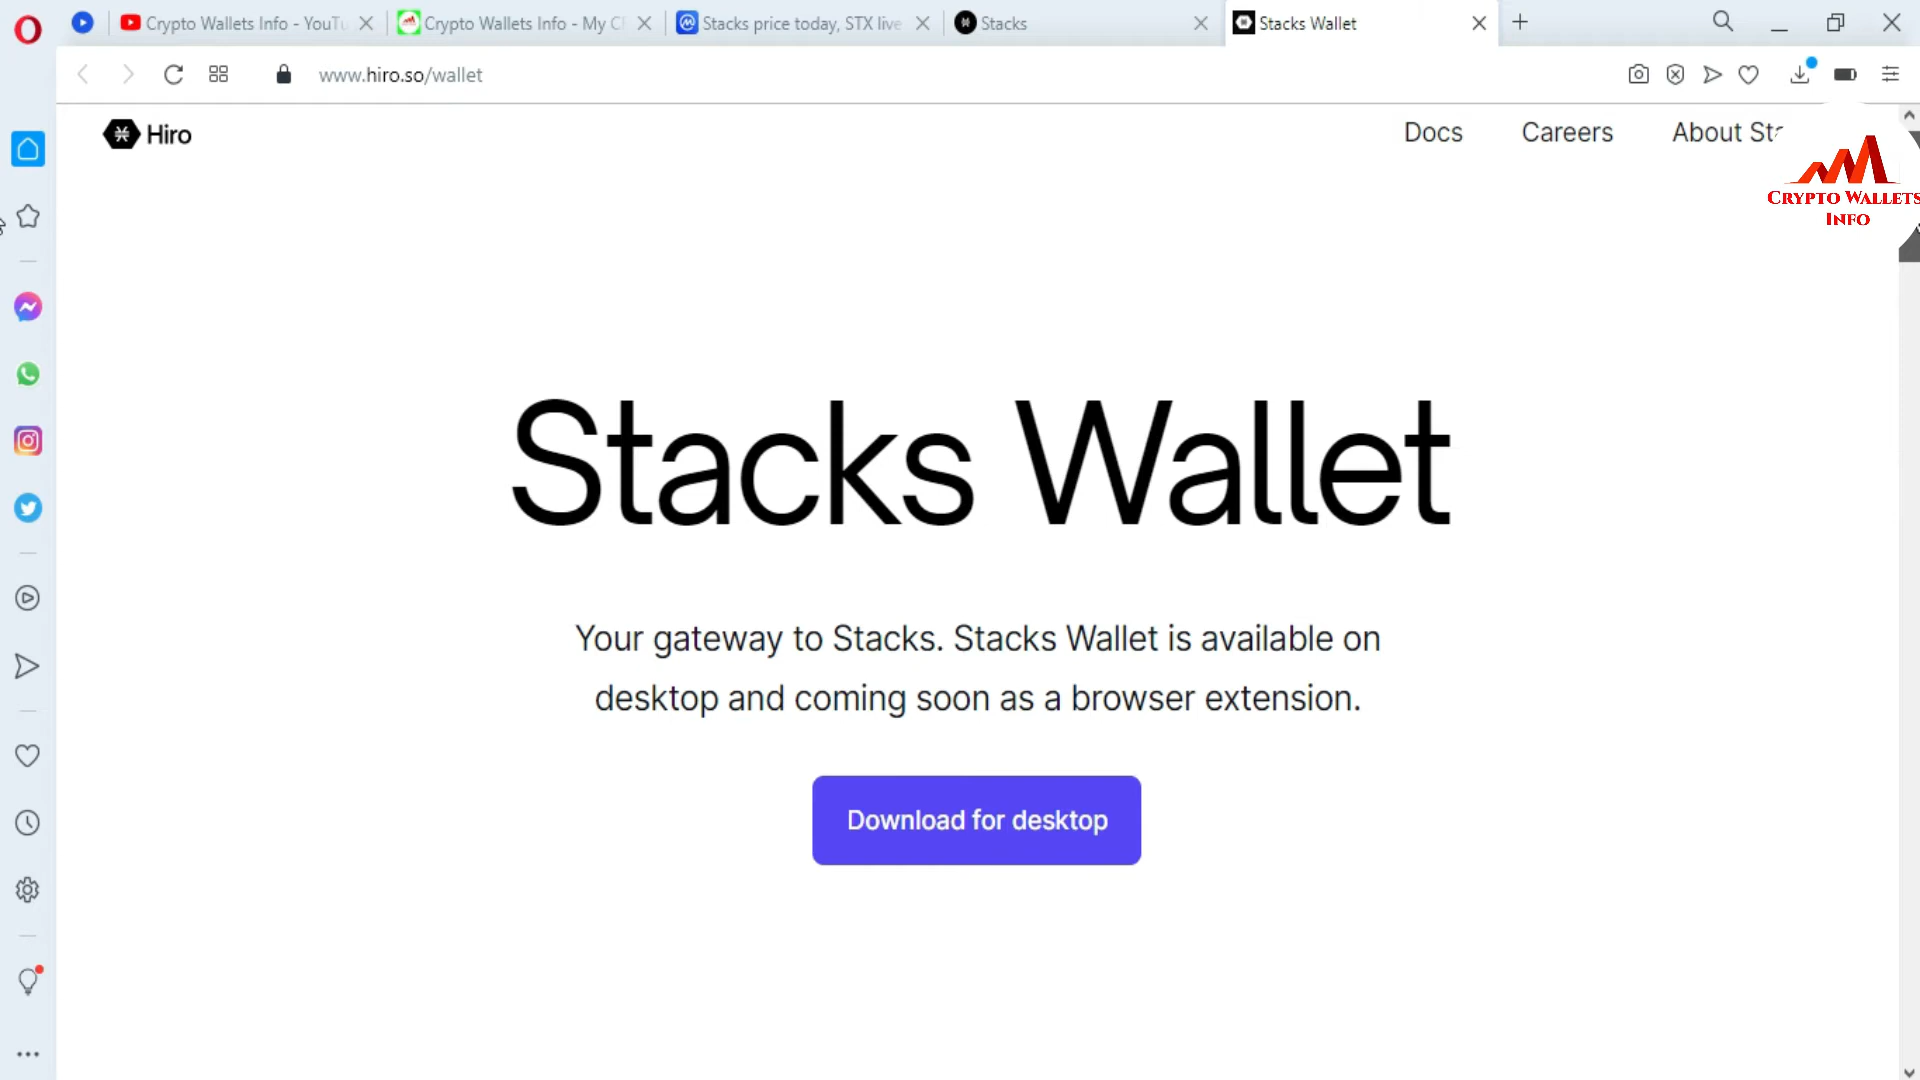 Crypto Wallets Info - YouTu
Crypto Wallets Info - My C
Stacks price today, STX live
Stacks
Stacks Wallet
www.hiro.so/wallet
Hiro
Docs
Careers
About Sta
CRYPTO WALLETS
INFO
Stacks Wallet
Your gateway to Stacks. Stacks Wallet is available on
desktop and coming soon as a browser extension.
Download for desktop